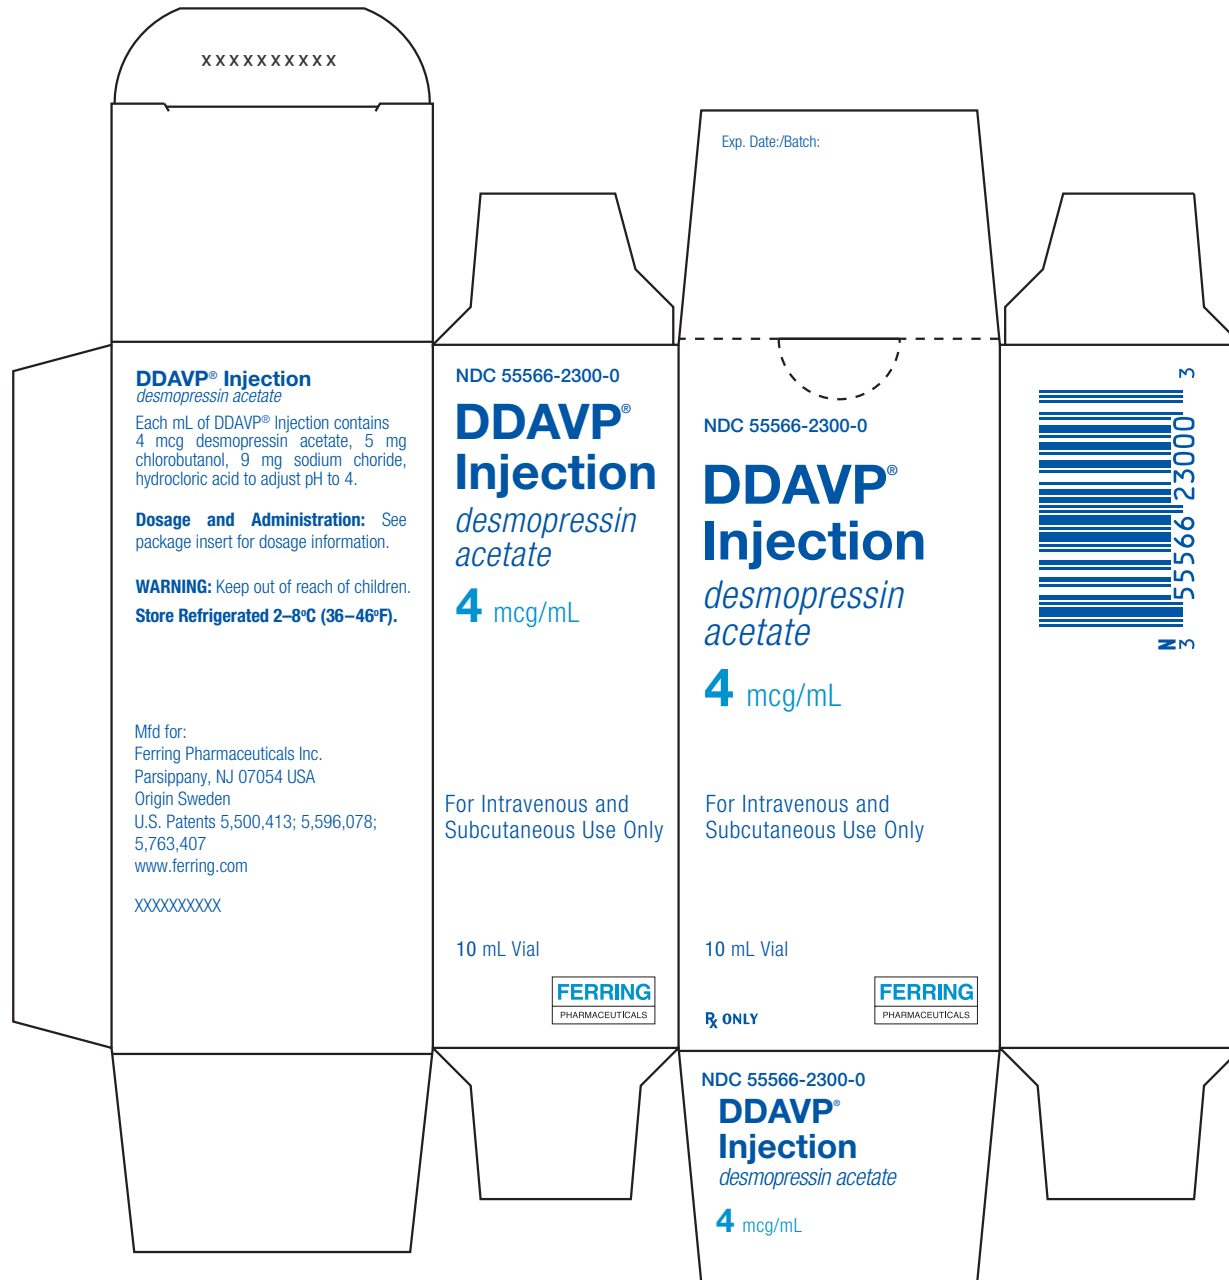 XXXXXXXXXX
DDAVP® Injection
desmopressin acetate
Each mL of DDAVP® Injection contains
4 mcg desmopressin acetate, 5 mg
chlorobutanol, 9 mg sodium choride,
hydrocloric acid to adjust pH to 4.
Dosage and Administration: See
package insert for dosage information.
WARNING: Keep out of reach of children.
Store Refrigerated 2–8ºC (36–46ºF).
Mfd for:
Ferring Pharmaceuticals Inc.
Parsippany, NJ 07054 USA
Origin Sweden
U.S. Patents 5,500,413; 5,596,078;
5,763,407
www.ferring.com
XXXXXXXXXX
NDC 55566-2300-0
DDAVP®
Injection
desmopressin
acetate
4 mcg/mL
For Intravenous and
Subcutaneous Use Only
10 mL Vial
FERRING
PHARMACEUTICALS
Exp. Date:/Batch:
NDC 55566-2300-0
DDAVP®
Injection
desmopressin
acetate
4 mcg/mL
For Intravenous and
Subcutaneous Use Only
10 mL Vial
℞ ONLY
FERRING
PHARMACEUTICALS
NDC 55566-2300-0
DDAVP®
Injection
desmopressin acetate
4 mcg/mL
N
3 55566 23000 3